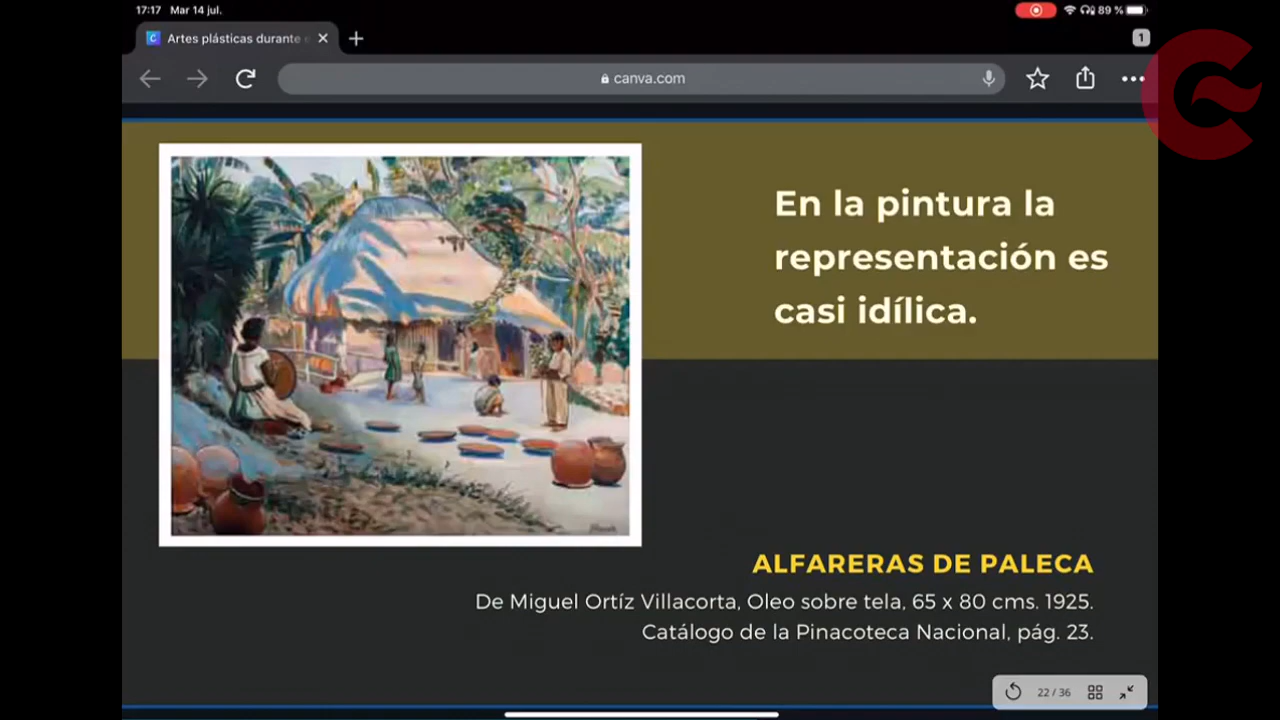 17:17 Mar 14 jul.
89 %
Artes plásticas durante
1
canva.com
En la pintura la
representación es
casi idílica.
ALFARERAS DE PALECA
De Miguel Ortíz Villacorta, Oleo sobre tela, 65 x 80 cms. 1925.
Catálogo de la Pinacoteca Nacional, pág. 23.
22 / 36